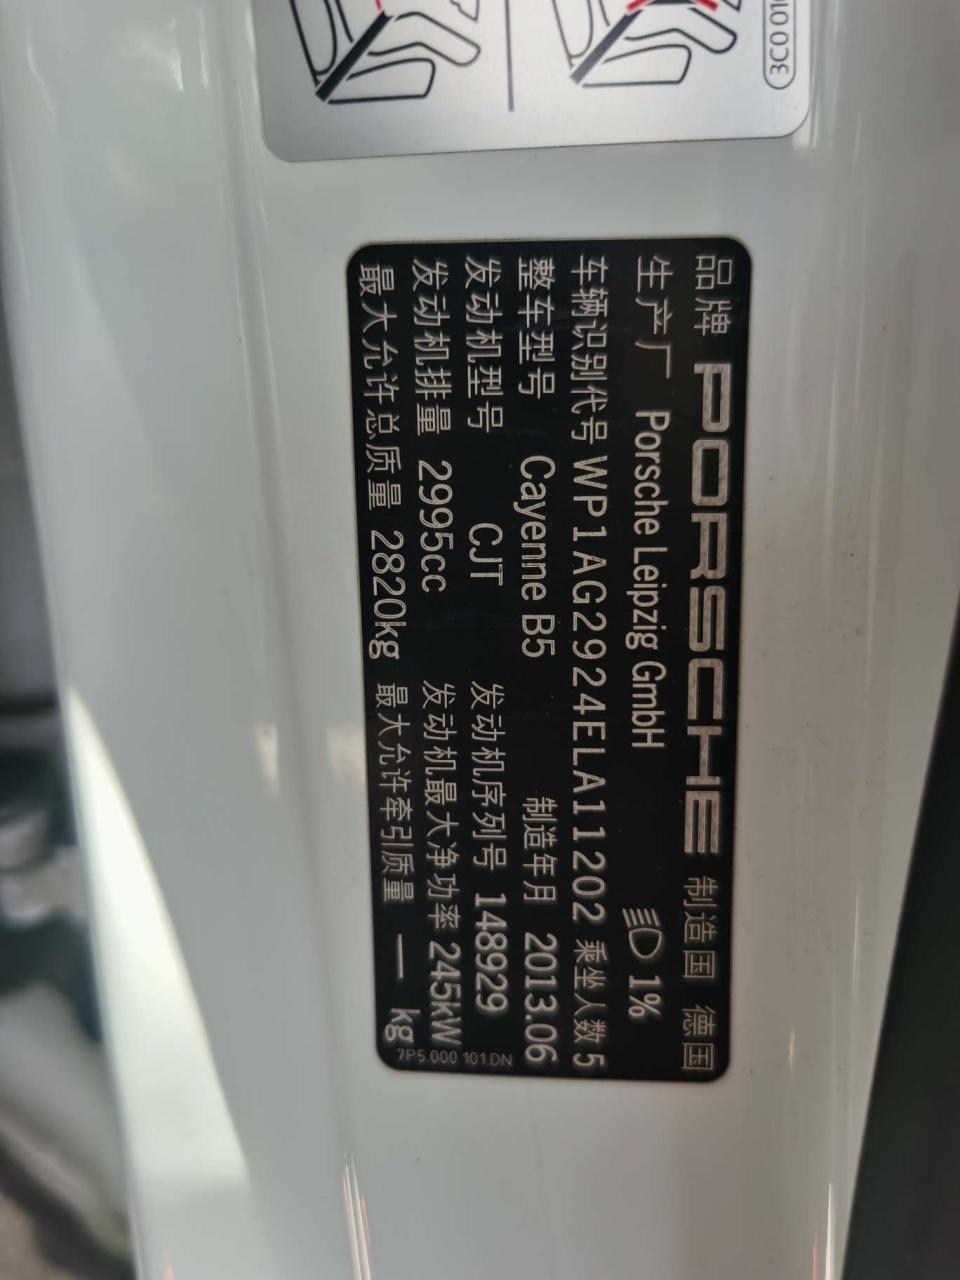 3C0 010
品牌 PORSCHE 制造国 德国
生产厂 Porsche Leipzig GmbH 1%
车辆识别代号 WP1AG2924ELA11202 乘坐人数 5
整车型号 Cayenne B5 制造年月 2013.06
发动机型号 CJT 发动机序列号 148929
发动机排量 2995cc 发动机最大净功率 245kW
最大允许总质量 2820kg 最大允许牵引质量 — kg
7P5.000.101.DN